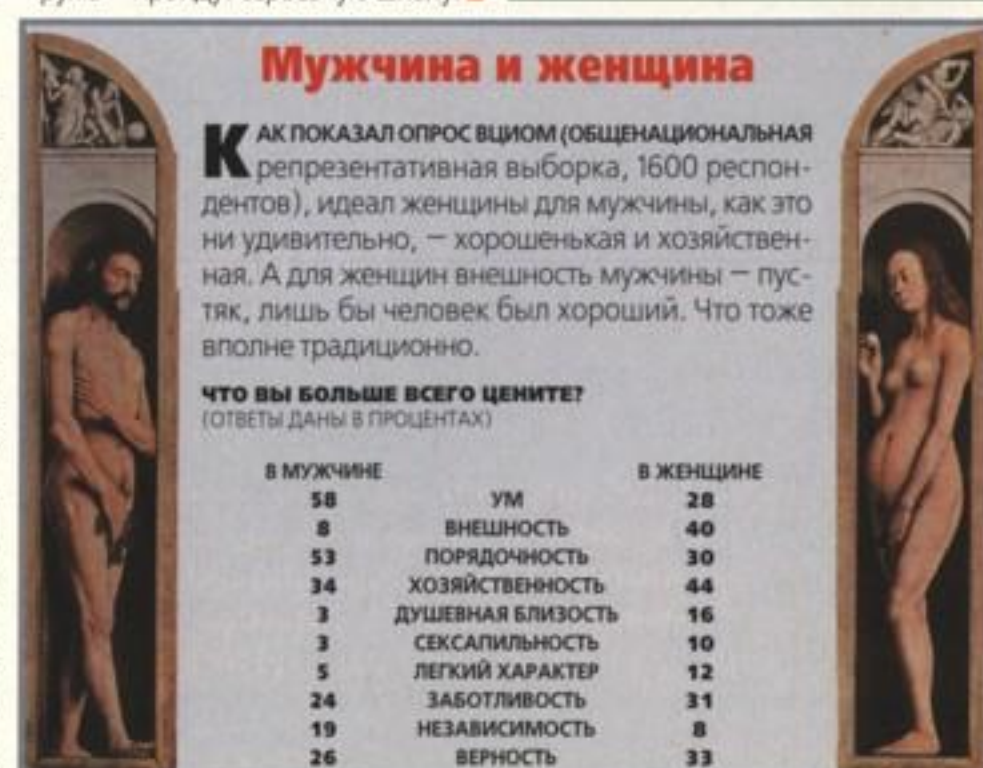 Мужчина и женщина
КАК ПОКАЗАЛ ОПРОС ВЦИОМ (ОБЩЕНАЦИОНАЛЬНАЯ
репрезентативная выборка, 1600 респон-
дентов), идеал женщины для мужчины, как это
ни удивительно, – хорошенькая и хозяйствен-
ная. А для женщин внешность мужчины – пус-
тяк, лишь бы человек был хороший. Что тоже
вполне традиционно.
ЧТО ВЫ БОЛЬШЕ ВСЕГО ЦЕНИТЕ?
(ОТВЕТЫ ДАНЫ В ПРОЦЕНТАХ)
В МУЖЧИНЕ В ЖЕНЩИНЕ
58 УМ 28
8 ВНЕШНОСТЬ 40
53 ПОРЯДОЧНОСТЬ 30
34 ХОЗЯЙСТВЕННОСТЬ 44
3 ДУШЕВНАЯ БЛИЗОСТЬ 16
3 СЕКСАПИЛЬНОСТЬ 10
5 ЛЕГКИЙ ХАРАКТЕР 12
24 ЗАБОТЛИВОСТЬ 31
19 НЕЗАВИСИМОСТЬ 8
26 ВЕРНОСТЬ 33